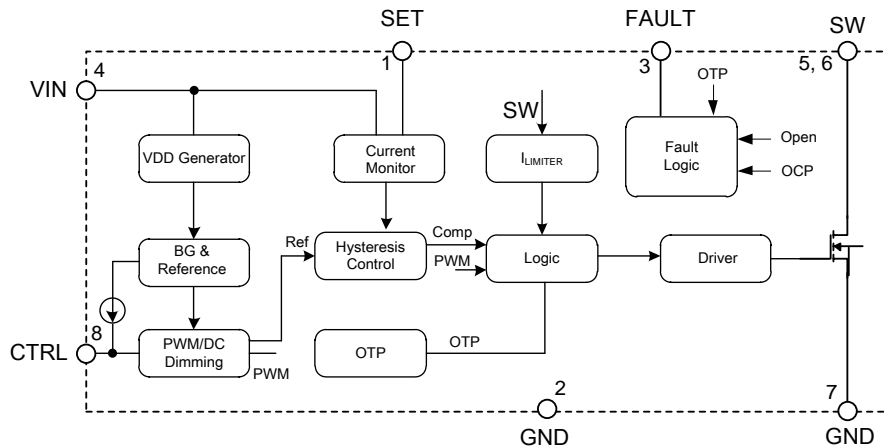 SET
FAULT
SW
4
1
3
5, 6
VIN
OTP
SW
VDD Generator
Current
Monitor
ILIMITER
Fault
Logic
Open
OCP
BG &
Reference
Ref
Hysteresis
Control
Comp
PWM
Logic
Driver
8
CTRL
PWM/DC
Dimming
PWM
OTP
OTP
2
7
GND
GND